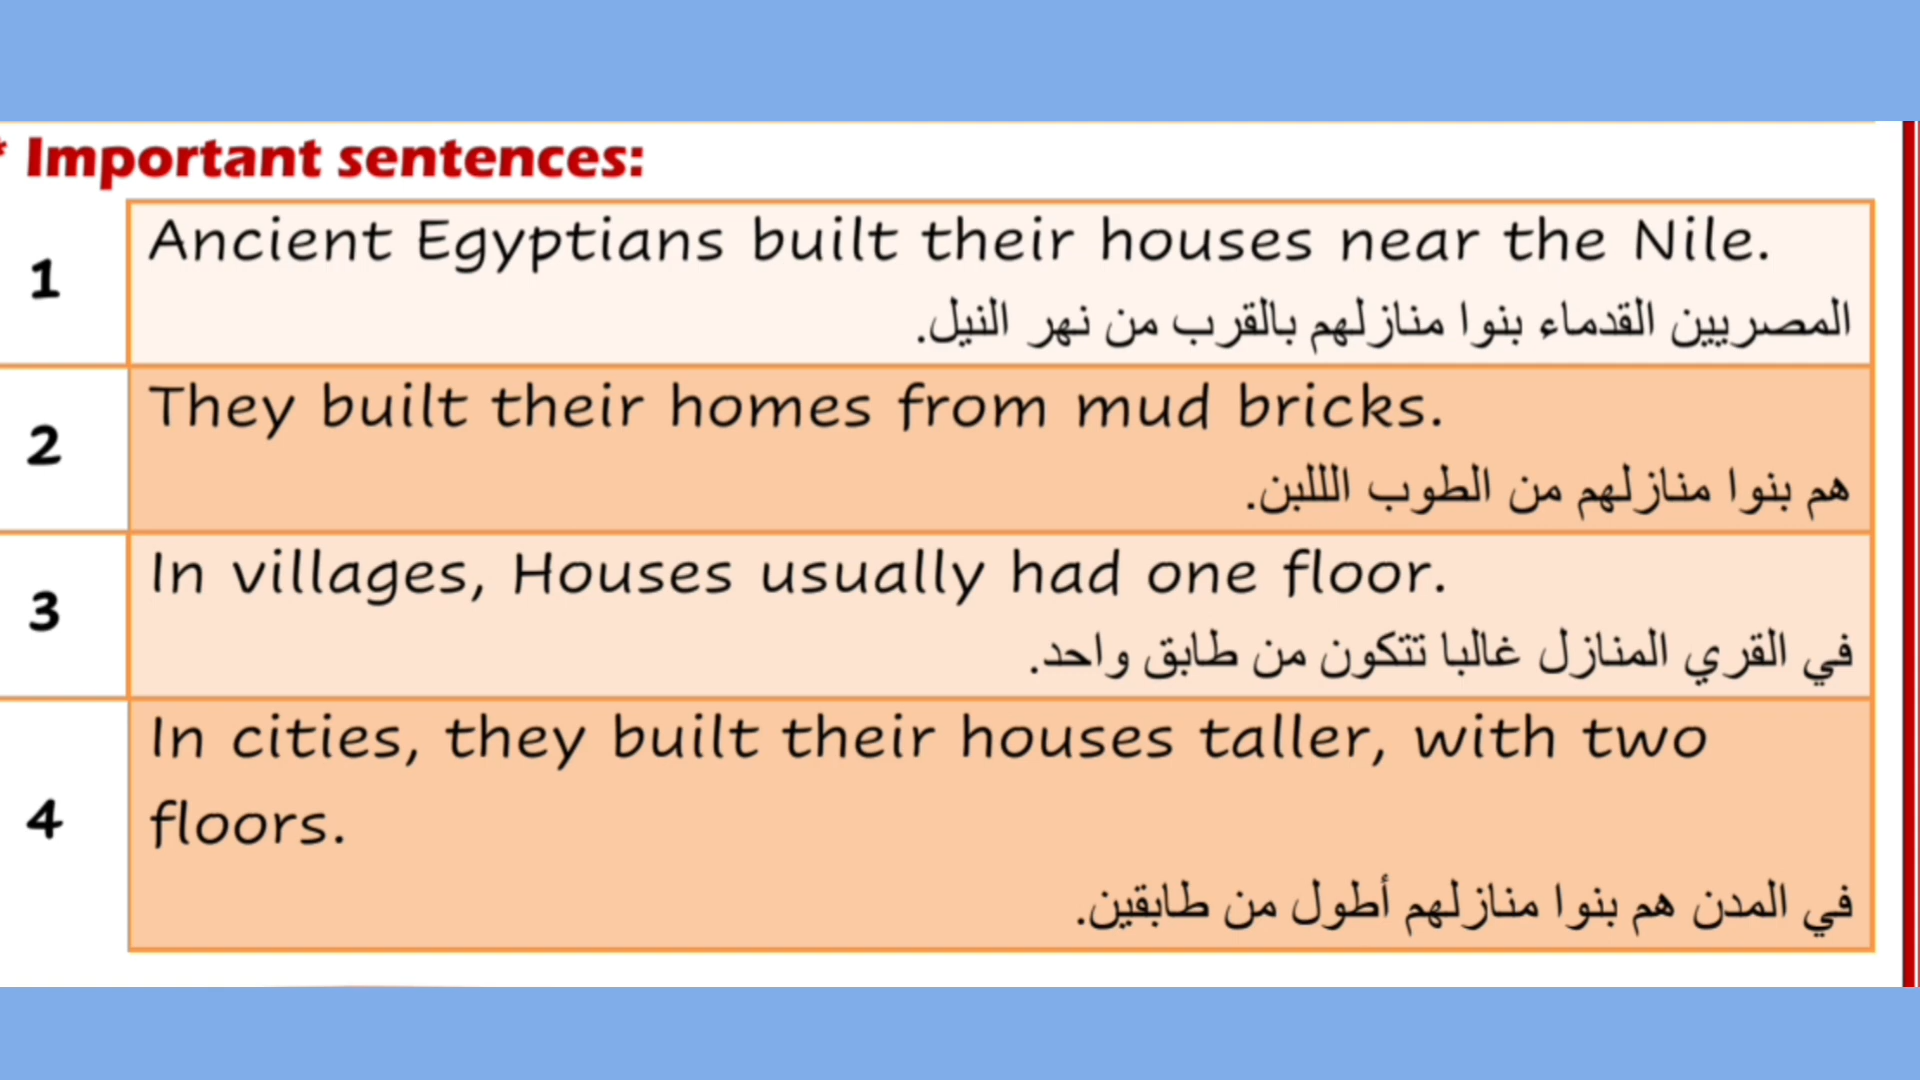 * Important sentences:
1
Ancient Egyptians built their houses near the Nile.
المصريين القدماء بنوا منازلهم بالقرب من نهر النيل.
2
They built their homes from mud bricks.
هم بنوا منازلهم من الطوب الللبن.
3
In villages, Houses usually had one floor.
في القري المنازل غالبا تتكون من طابق واحد.
4
In cities, they built their houses taller, with two
floors.
في المدن هم بنوا منازلهم أطول من طابقين.